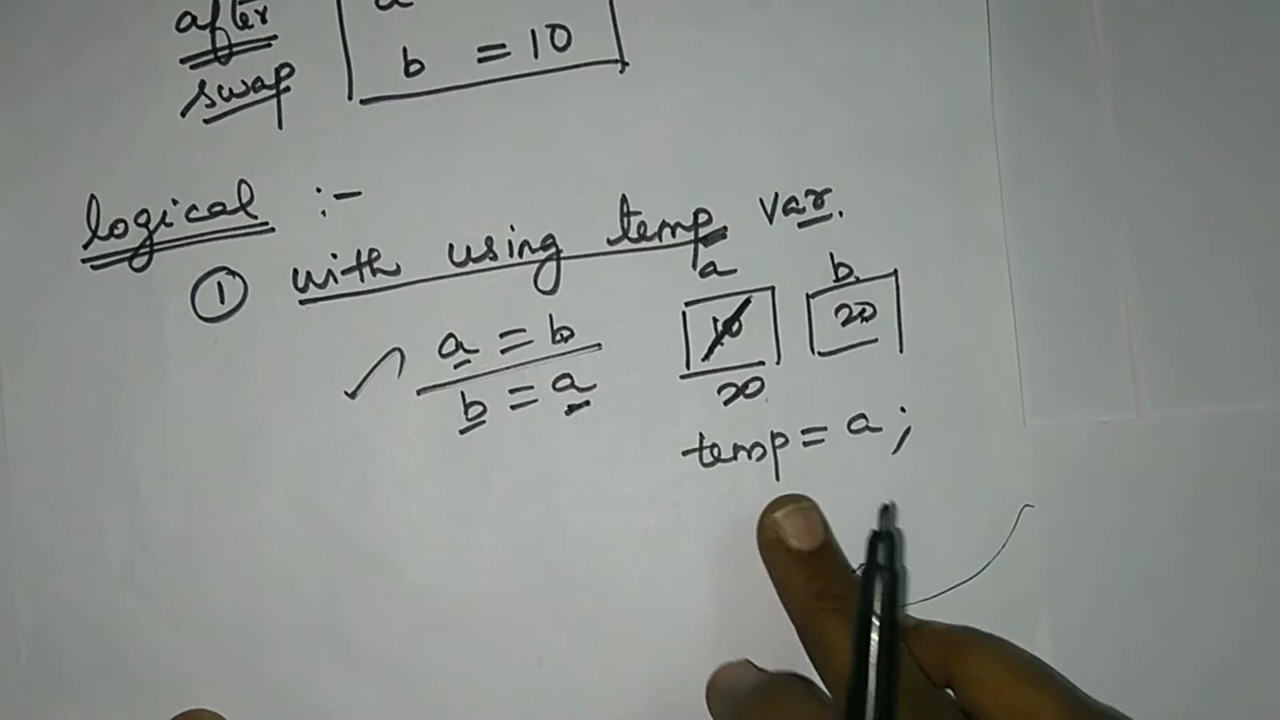 after
swap
a
b = 10
logical :-
① with using temp var.
a b
a = b
10 20
b = a
20
temp = a;